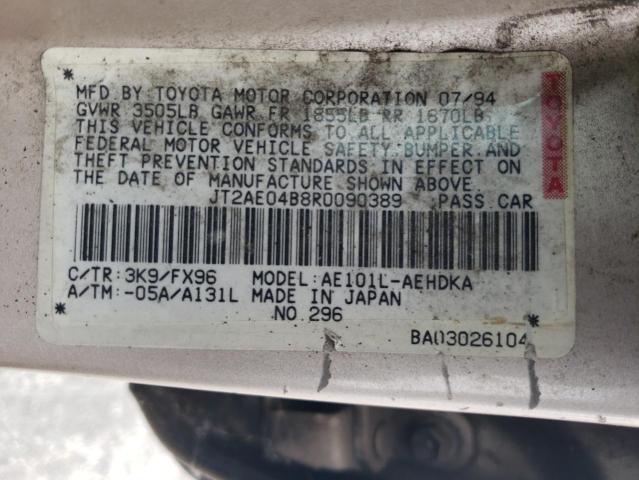 MFD BY TOYOTA MOTOR CORPORATION 07/94
GVWR 3505LB GAWR FR 1855LB RR 1870LB
THIS VEHICLE CONFORMS TO ALL APPLICABLE
FEDERAL MOTOR VEHICLE SAFETY, BUMPER, AND
THEFT PREVENTION STANDARDS IN EFFECT ON
THE DATE OF MANUFACTURE SHOWN ABOVE.
JT2AE04B8R0090389 PASS CAR
TOYOTA
C/TR: 3K9/FX96 MODEL: AE101L-AEHDKA
A/TM: -05A/A131L MADE IN JAPAN
NO 296
BA03026104